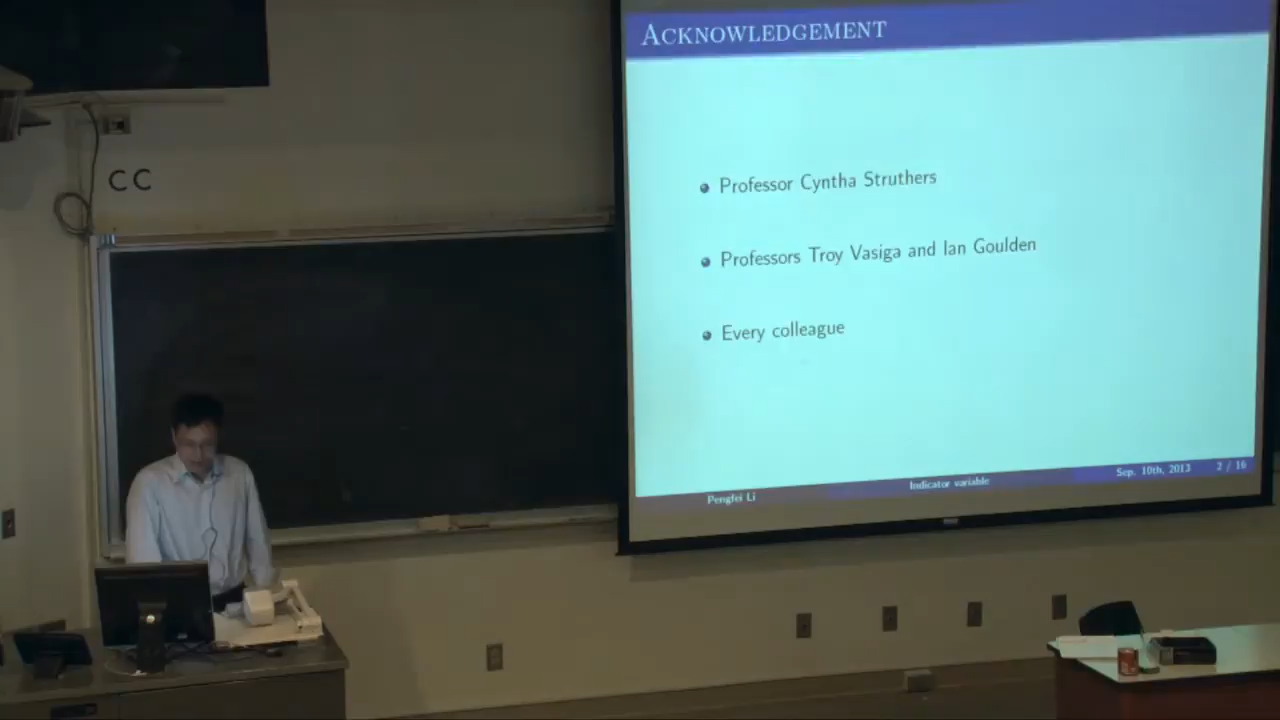 ACKNOWLEDGEMENT
CC
Professor Cyntha Struthers
Professors Troy Vasiga and Ian Goulden
Every colleague
Pengfei Li Indicator variable Sep. 10th, 2013 2 / 16